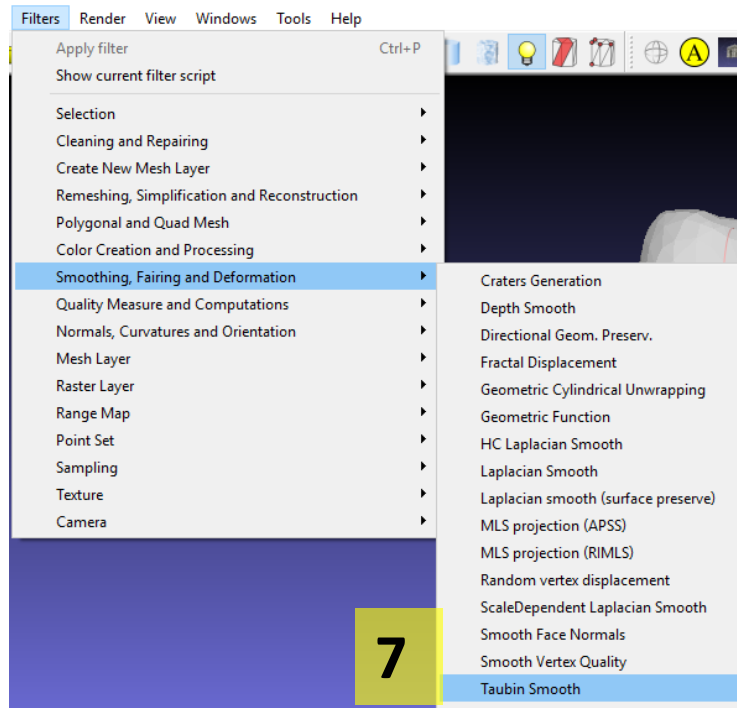 Filters Render View Windows Tools Help
Apply filter Ctrl+P
Show current filter script
Selection
Cleaning and Repairing
Create New Mesh Layer
Remeshing, Simplification and Reconstruction
Polygonal and Quad Mesh
Color Creation and Processing
Smoothing, Fairing and Deformation
Quality Measure and Computations
Normals, Curvatures and Orientation
Mesh Layer
Raster Layer
Range Map
Point Set
Sampling
Texture
Camera
A
Craters Generation
Depth Smooth
Directional Geom. Preserv.
Fractal Displacement
Geometric Cylindrical Unwrapping
Geometric Function
HC Laplacian Smooth
Laplacian Smooth
Laplacian smooth (surface preserve)
MLS projection (APSS)
MLS projection (RIMLS)
Random vertex displacement
ScaleDependent Laplacian Smooth
Smooth Face Normals
Smooth Vertex Quality
Taubin Smooth
7